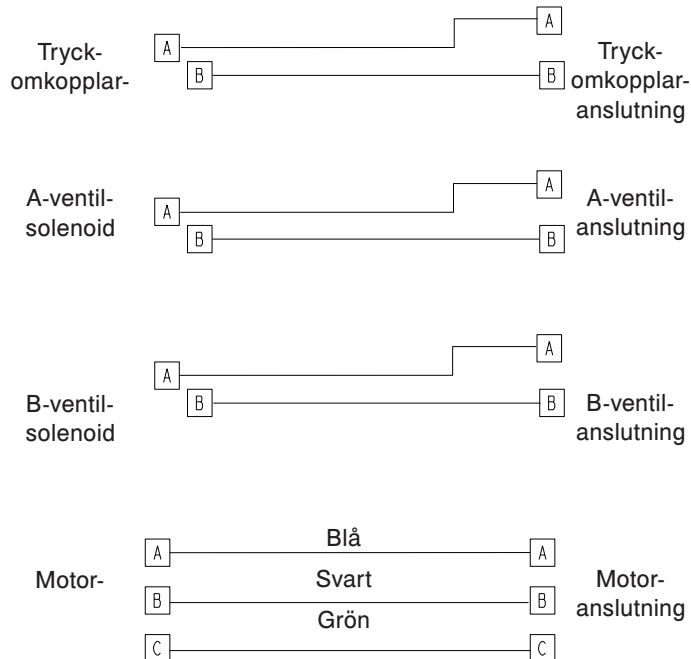 Tryck-
omkopplar-
A
B
A
B
Tryck-
omkopplar-
anslutning
A-ventil-
solenoid
A
B
A
B
A-ventil-
anslutning
B-ventil-
solenoid
A
B
A
B
B-ventil-
anslutning
Motor-
A
B
C
Blå
Svart
Grön
A
B
C
Motor-
anslutning